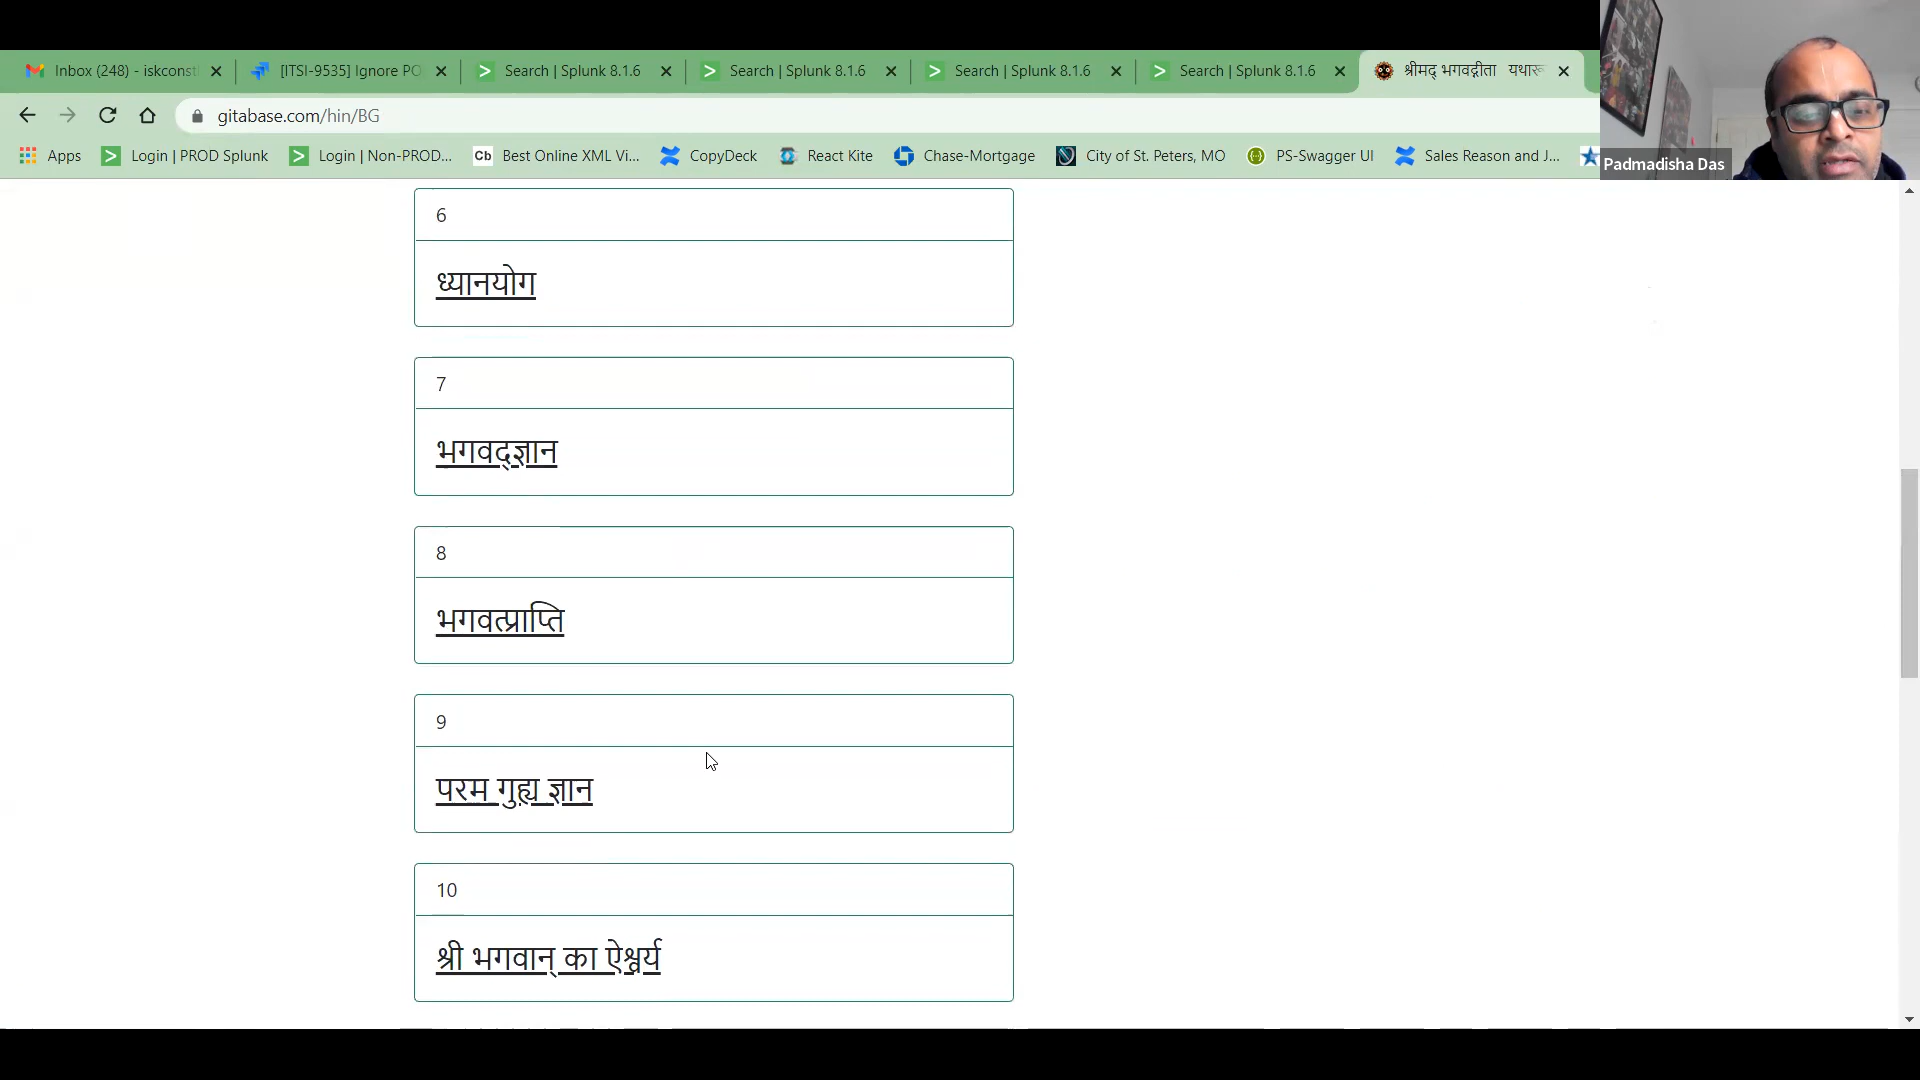 Inbox (248) - iskconst
[ITSI-9535] Ignore PO
Search | Splunk 8.1.6
Search | Splunk 8.1.6
Search | Splunk 8.1.6
Search | Splunk 8.1.6
श्रीमद् भगवद्गीता यथारू
gitabase.com/hin/BG
Apps
Login | PROD Splunk
Login | Non-PROD...
Cb Best Online XML Vi...
CopyDeck
React Kite
Chase-Mortgage
City of St. Peters, MO
PS-Swagger UI
Sales Reason and J...
Padmadisha Das
6
ध्यानयोग
7
भगवद्ज्ञान
8
भगवत्प्राप्ति
9
परम गुह्य ज्ञान
10
श्री भगवान् का ऐश्वर्य